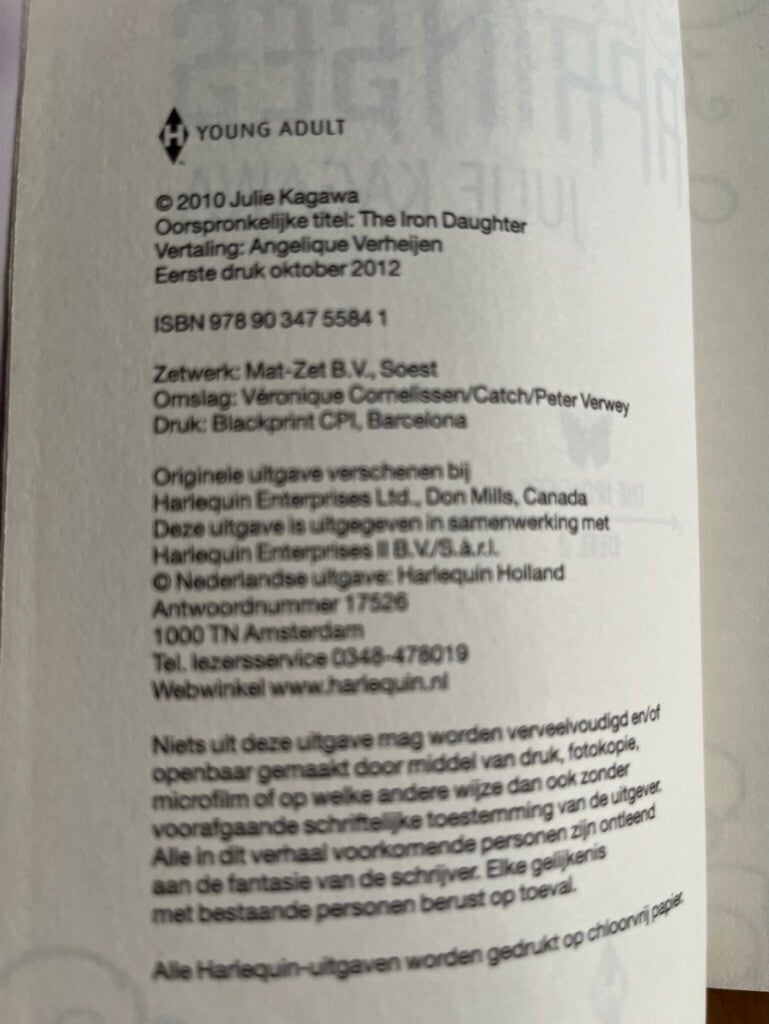 H YOUNG ADULT
© 2010 Julie Kagawa
Oorspronkelijke titel: The Iron Daughter
Vertaling: Angelique Verheijen
Eerste druk oktober 2012
ISBN 978 90 347 5584 1
Zetwerk: Mat-Zet B.V., Soest
Omslag: Véronique Cornelissen/Catch/Peter Verwey
Druk: Blackprint CPI, Barcelona
Originele uitgave verschenen bij
Harlequin Enterprises Ltd., Don Mills, Canada
Deze uitgave is uitgegeven in samenwerking met
Harlequin Enterprises II B.V./S.à.r.l.
© Nederlandse uitgave: Harlequin Holland
Antwoordnummer 17526
1000 TN Amsterdam
Tel. lezersservice 0348-478019
Webwinkel www.harlequin.nl
Niets uit deze uitgave mag worden verveelvoudigd en/of
openbaar gemaakt door middel van druk, fotokopie,
microfilm of op welke andere wijze dan ook zonder
voorafgaande schriftelijke toestemming van de uitgever.
Alle in dit verhaal voorkomende personen zijn ontleend
aan de fantasie van de schrijver. Elke gelijkenis
met bestaande personen berust op toeval.
Alle Harlequin-uitgaven worden gedrukt op chloorvrij papier.